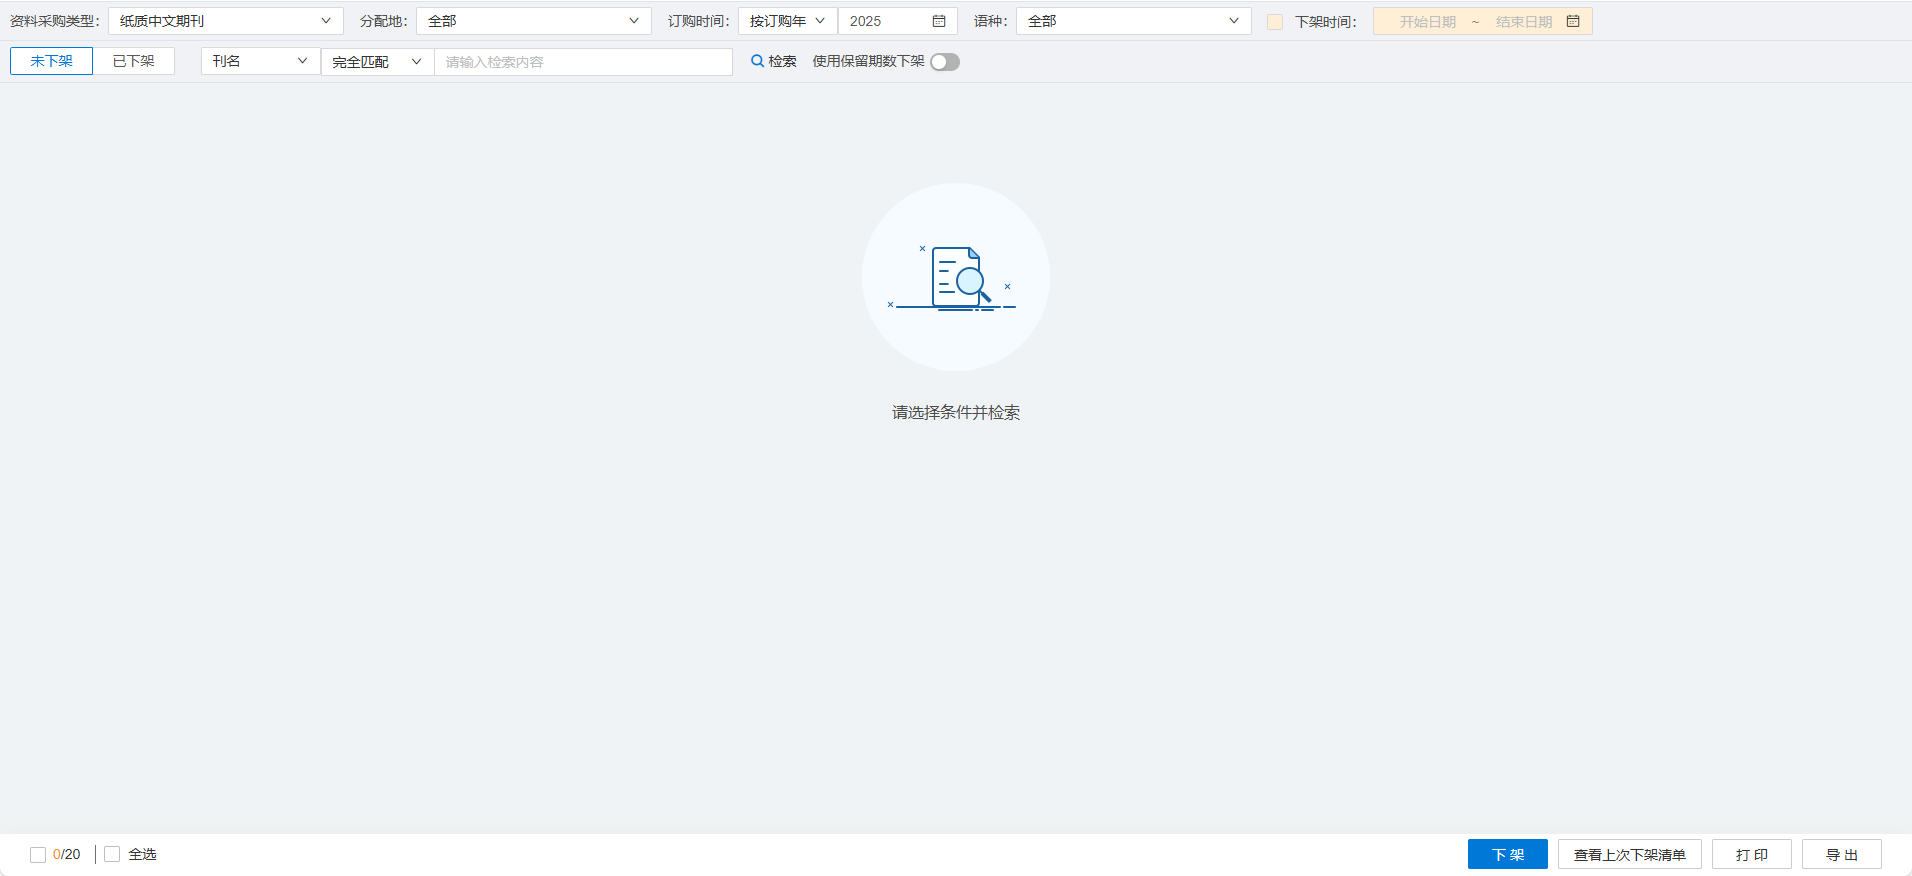 资料采购类型： 纸质中文期刊 分配地： 全部 订购时间： 按订购年 2025 语种： 全部 下架时间： 开始日期 ~ 结束日期
未下架 已下架 刊名 完全匹配 请输入检索内容 检索 使用保留期数下架
请选择条件并检索
0/20 全选 下 架 查看上次下架清单 打 印 导 出